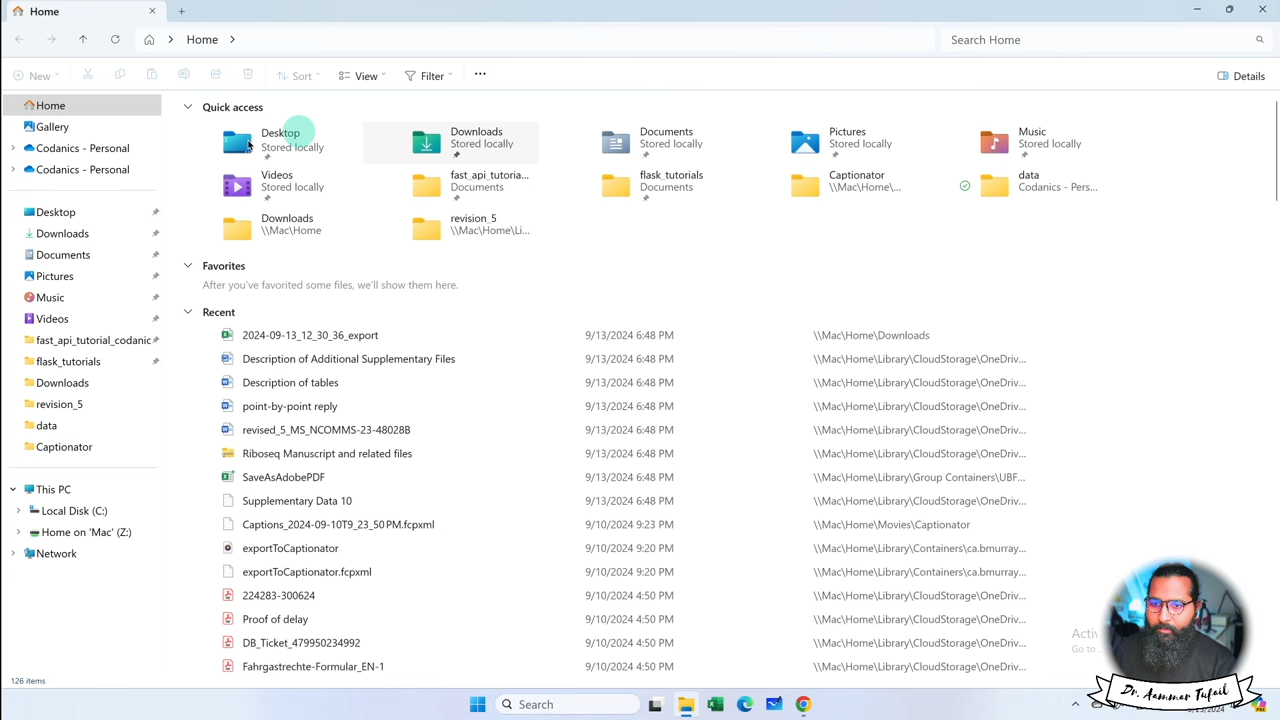 Home
Home
Search Home
New
Sort
View
Filter
Details
Home
Gallery
Codanics - Personal
Codanics - Personal
Desktop
Downloads
Documents
Pictures
Music
Videos
fast_api_tutorial_codanic
flask_tutorials
Downloads
revision_5
data
Captionator
This PC
Local Disk (C:)
Home on 'Mac' (Z:)
Network
126 items
Quick access
Desktop
Stored locally
Downloads
Stored locally
Documents
Stored locally
Pictures
Stored locally
Music
Stored locally
Videos
Stored locally
fast_api_tutoria...
Documents
flask_tutorials
Documents
Captionator
\\Mac\Home\...
data
Codanics - Pers...
Downloads
\\Mac\Home
revision_5
\\Mac\Home\Li...
Favorites
After you've favorited some files, we'll show them here.
Recent
2024-09-13_12_30_36_export 9/13/2024 6:48 PM \\Mac\Home\Downloads
Description of Additional Supplementary Files 9/13/2024 6:48 PM \\Mac\Home\Library\CloudStorage\OneDriv...
Description of tables 9/13/2024 6:48 PM \\Mac\Home\Library\CloudStorage\OneDriv...
point-by-point reply 9/13/2024 6:48 PM \\Mac\Home\Library\CloudStorage\OneDriv...
revised_5_MS_NCOMMS-23-48028B 9/13/2024 6:48 PM \\Mac\Home\Library\CloudStorage\OneDriv...
Riboseq Manuscript and related files 9/13/2024 6:48 PM \\Mac\Home\Library\CloudStorage\OneDriv...
SaveAsAdobePDF 9/13/2024 6:48 PM \\Mac\Home\Library\Group Containers\UBF...
Supplementary Data 10 9/13/2024 6:48 PM \\Mac\Home\Library\CloudStorage\OneDriv...
Captions_2024-09-10T9_23_50 PM.fcpxml 9/10/2024 9:23 PM \\Mac\Home\Movies\Captionator
exportToCaptionator 9/10/2024 9:20 PM \\Mac\Home\Library\Containers\ca.bmurray...
exportToCaptionator.fcpxml 9/10/2024 9:20 PM \\Mac\Home\Library\Containers\ca.bmurray...
224283-300624 9/10/2024 4:50 PM \\Mac\Home\Library\CloudStorage\OneDriv...
Proof of delay 9/10/2024 4:50 PM \\Mac\Home\Library\CloudStorage\OneDriv...
DB_Ticket_479950234992 9/10/2024 4:50 PM \\Mac\Home\Library\CloudStorage\OneDriv...
Fahrgastrechte-Formular_EN-1 9/10/2024 4:50 PM \\Mac\Home\Library\CloudStorage\OneDriv...
Go to
Dr. Aammar Tufail
Search